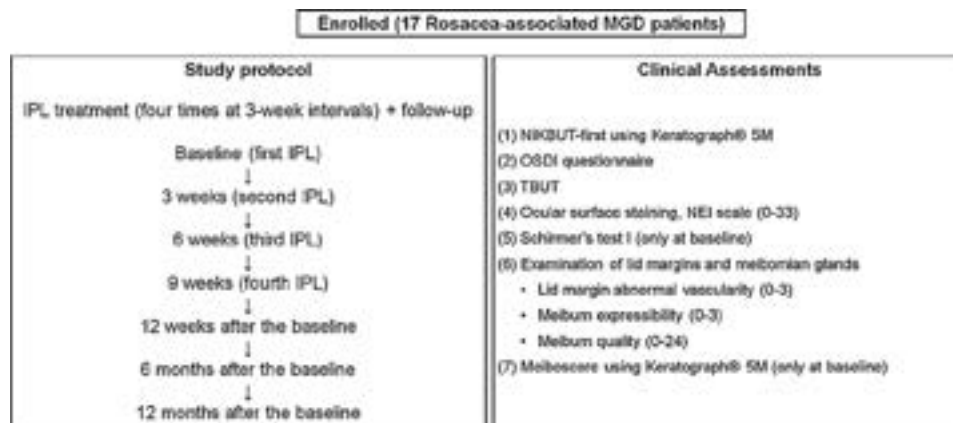 Enrolled (17 Rosacea-associated MGD patients)
Study protocol
IPL treatment (four times at 3-week intervals) + follow-up
Baseline (first IPL)
↓
3 weeks (second IPL)
↓
6 weeks (third IPL)
↓
9 weeks (fourth IPL)
↓
12 weeks after the baseline
↓
6 months after the baseline
↓
12 months after the baseline
Clinical Assessments
(1) NIKBUT-first using Keratograph® 5M
(2) OSDI questionnaire
(3) TBUT
(4) Ocular surface staining, NEI scale (0-33)
(5) Schirmer's test I (only at baseline)
(6) Examination of lid margins and meibomian glands
• Lid margin abnormal vascularity (0-3)
• Meibum expressibility (0-3)
• Meibum quality (0-24)
(7) Meiboscore using Keratograph® 5M (only at baseline)